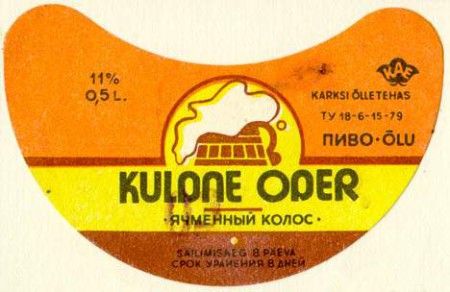 11%
0,5 L.
KAE
KARKSI ÕLLETEHAS
ТУ 18-6-15-79
ПИВО·ÕLU
KULDNE ODER
·ЯЧМЕННЫЙ КОЛОС·
SÄILIMISAEG 8 PÄEVA
СРОК ХРАНЕНИЯ 8 ДНЕЙ